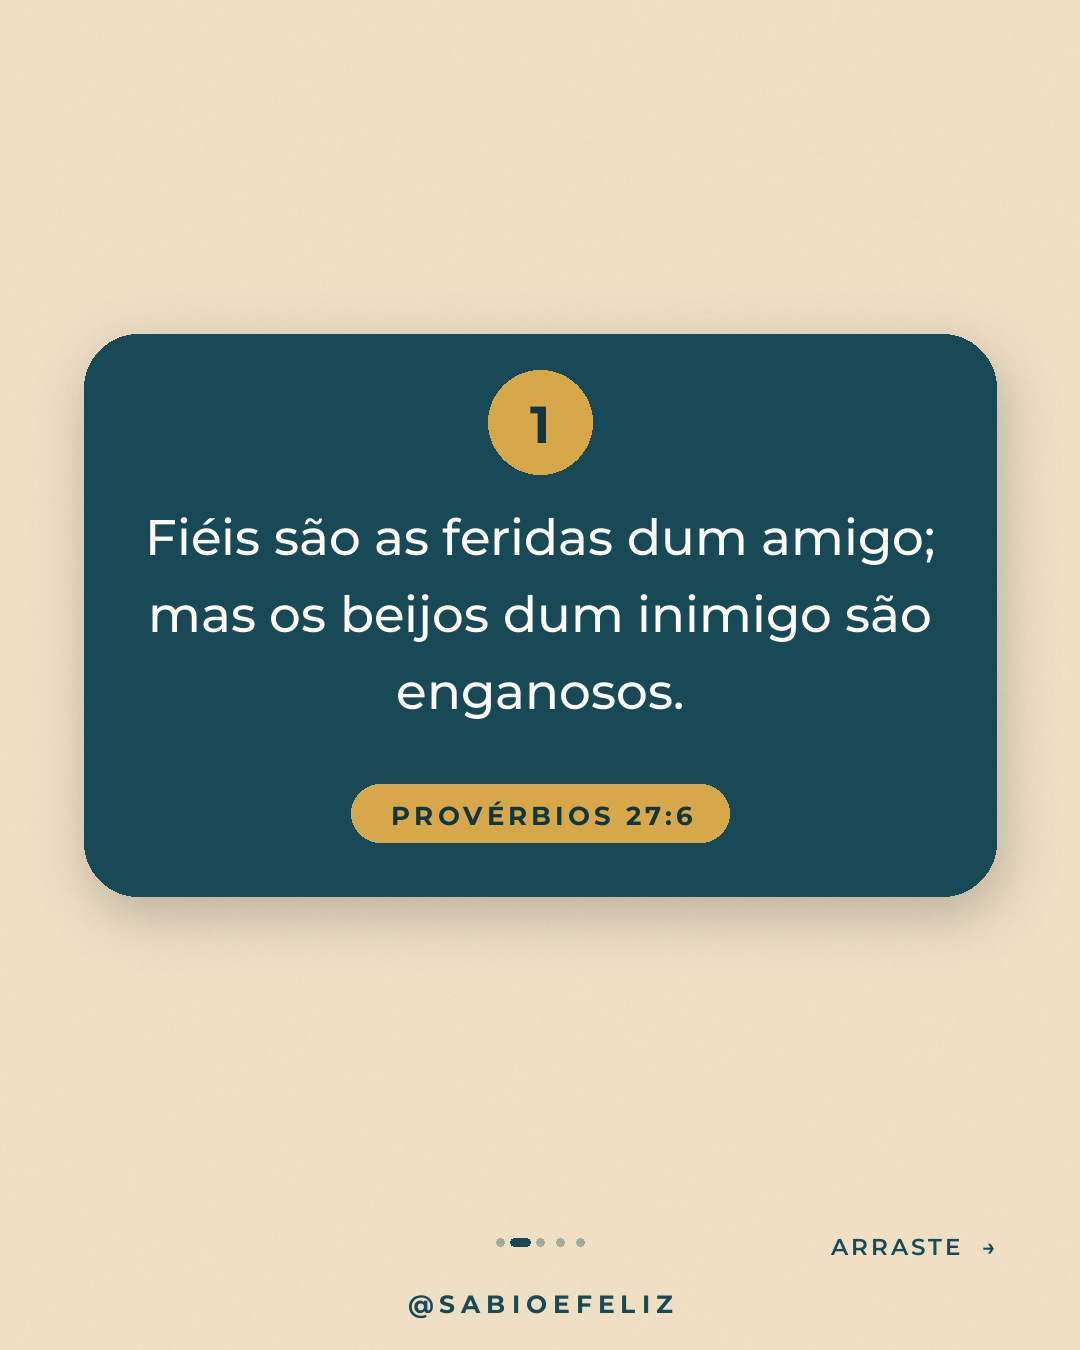 1
Fiéis são as feridas dum amigo;
mas os beijos dum inimigo são
enganosos.
PROVÉRBIOS 27:6
ARRASTE →
@SABIOEFELIZ